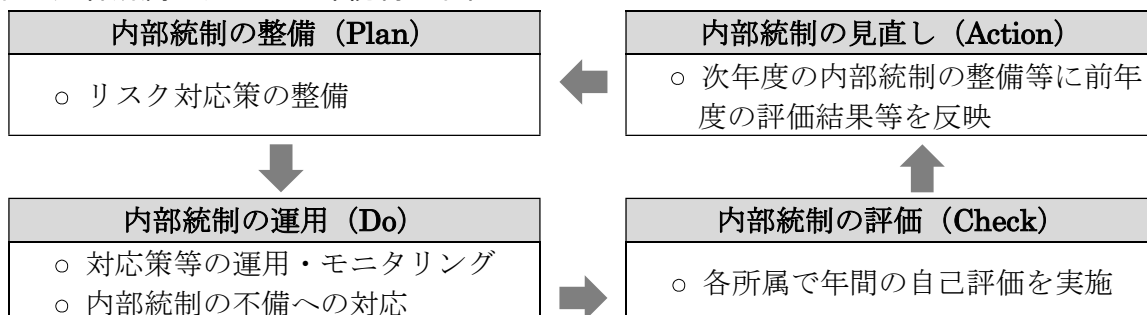 内部統制の整備（Plan）
○ リスク対応策の整備
内部統制の見直し（Action）
○ 次年度の内部統制の整備等に前年
度の評価結果等を反映
内部統制の運用（Do）
○ 対応策等の運用・モニタリング
○ 内部統制の不備への対応
内部統制の評価（Check）
○ 各所属で年間の自己評価を実施